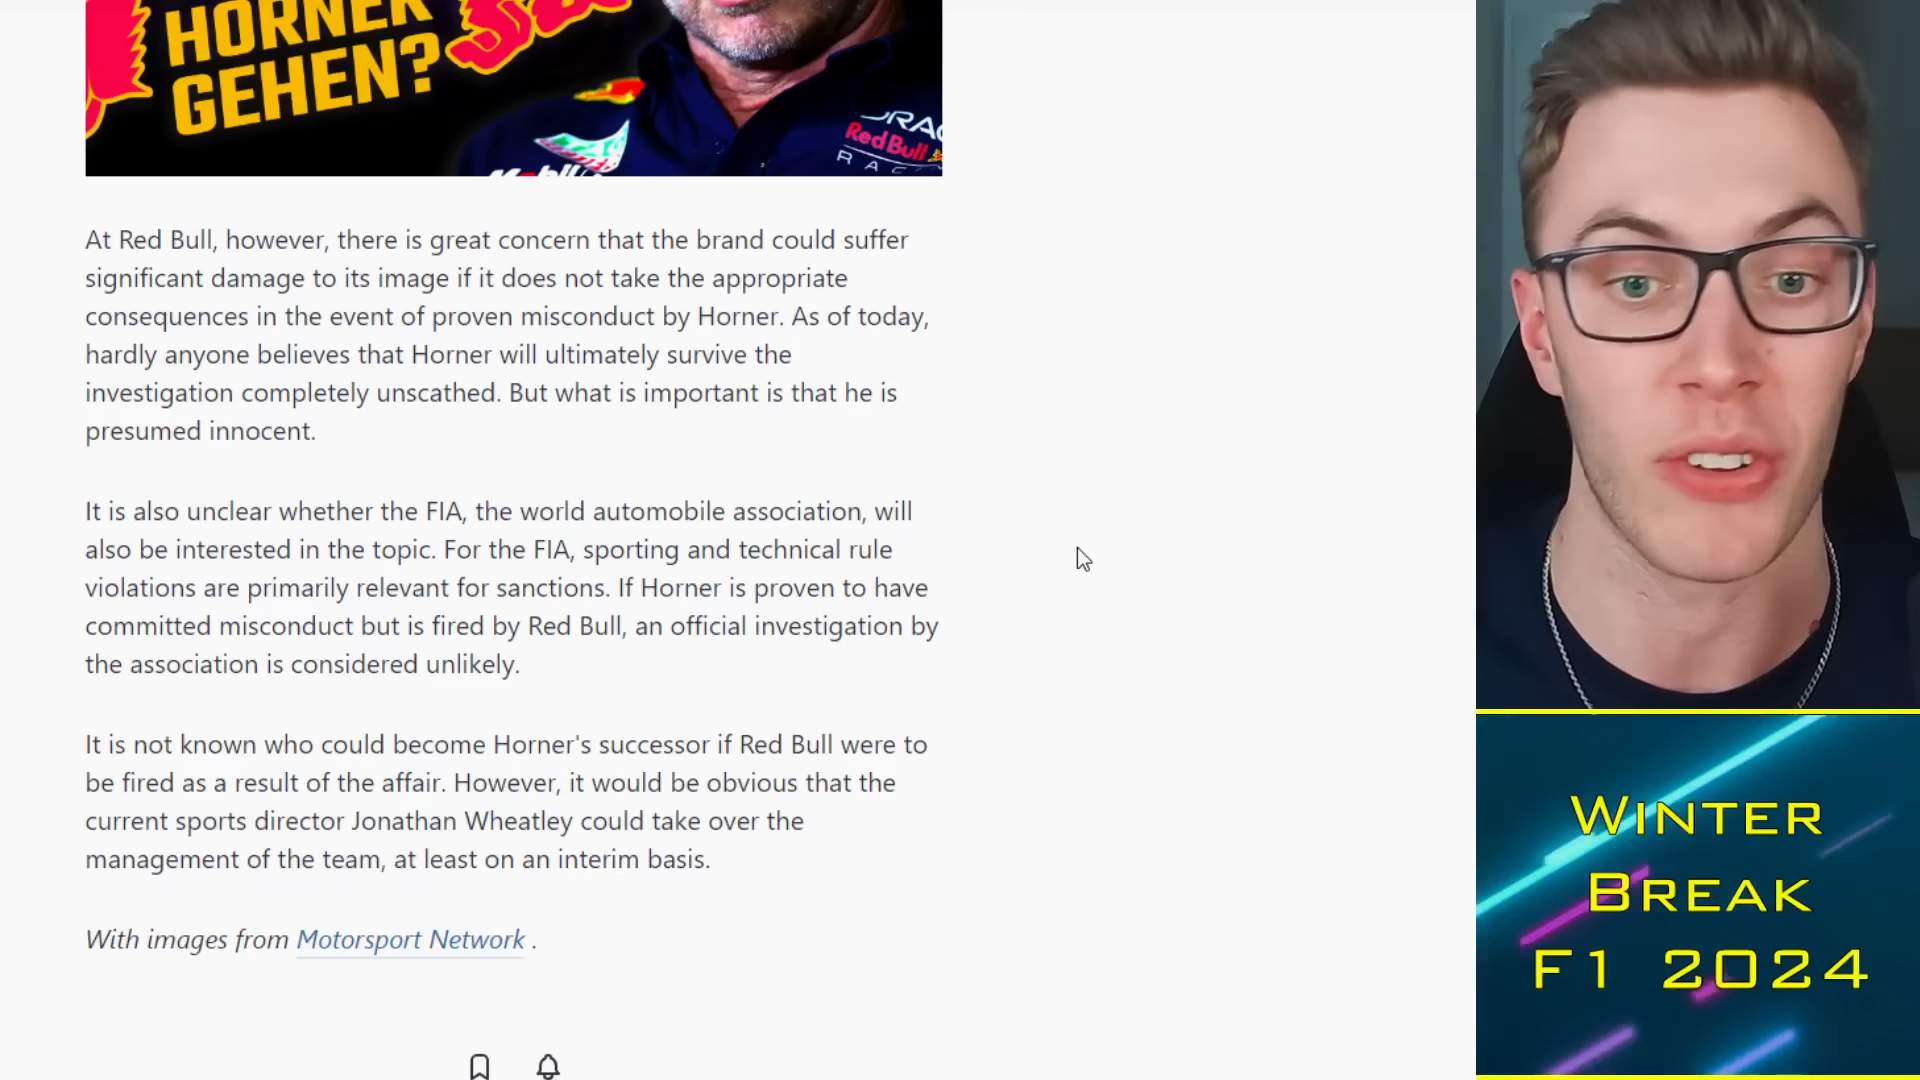 HORNER
GEHEN?
ORAC
Red Bull
RAC
Mobil
At Red Bull, however, there is great concern that the brand could suffer
significant damage to its image if it does not take the appropriate
consequences in the event of proven misconduct by Horner. As of today,
hardly anyone believes that Horner will ultimately survive the
investigation completely unscathed. But what is important is that he is
presumed innocent.
It is also unclear whether the FIA, the world automobile association, will
also be interested in the topic. For the FIA, sporting and technical rule
violations are primarily relevant for sanctions. If Horner is proven to have
committed misconduct but is fired by Red Bull, an official investigation by
the association is considered unlikely.
It is not known who could become Horner's successor if Red Bull were to
be fired as a result of the affair. However, it would be obvious that the
current sports director Jonathan Wheatley could take over the
management of the team, at least on an interim basis.
With images from Motorsport Network .
WINTER
BREAK
F1 2024